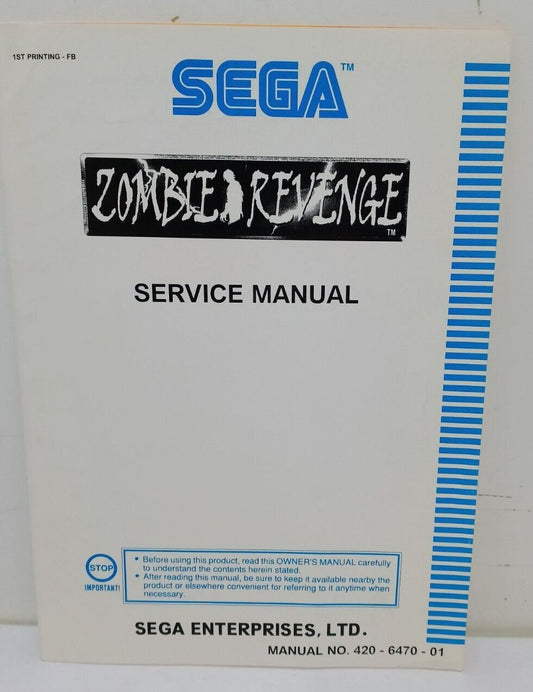 1ST PRINTING - FB
SEGA™
ZOMBIE REVENGE
TM
SERVICE MANUAL
STOP
IMPORTANT!
• Before using this product, read this OWNER'S MANUAL carefully
to understand the contents herein stated.
• After reading this manual, be sure to keep it available nearby the
product or elsewhere convenient for referring to it anytime when
necessary.
SEGA ENTERPRISES, LTD.
MANUAL NO. 420 - 6470 - 01